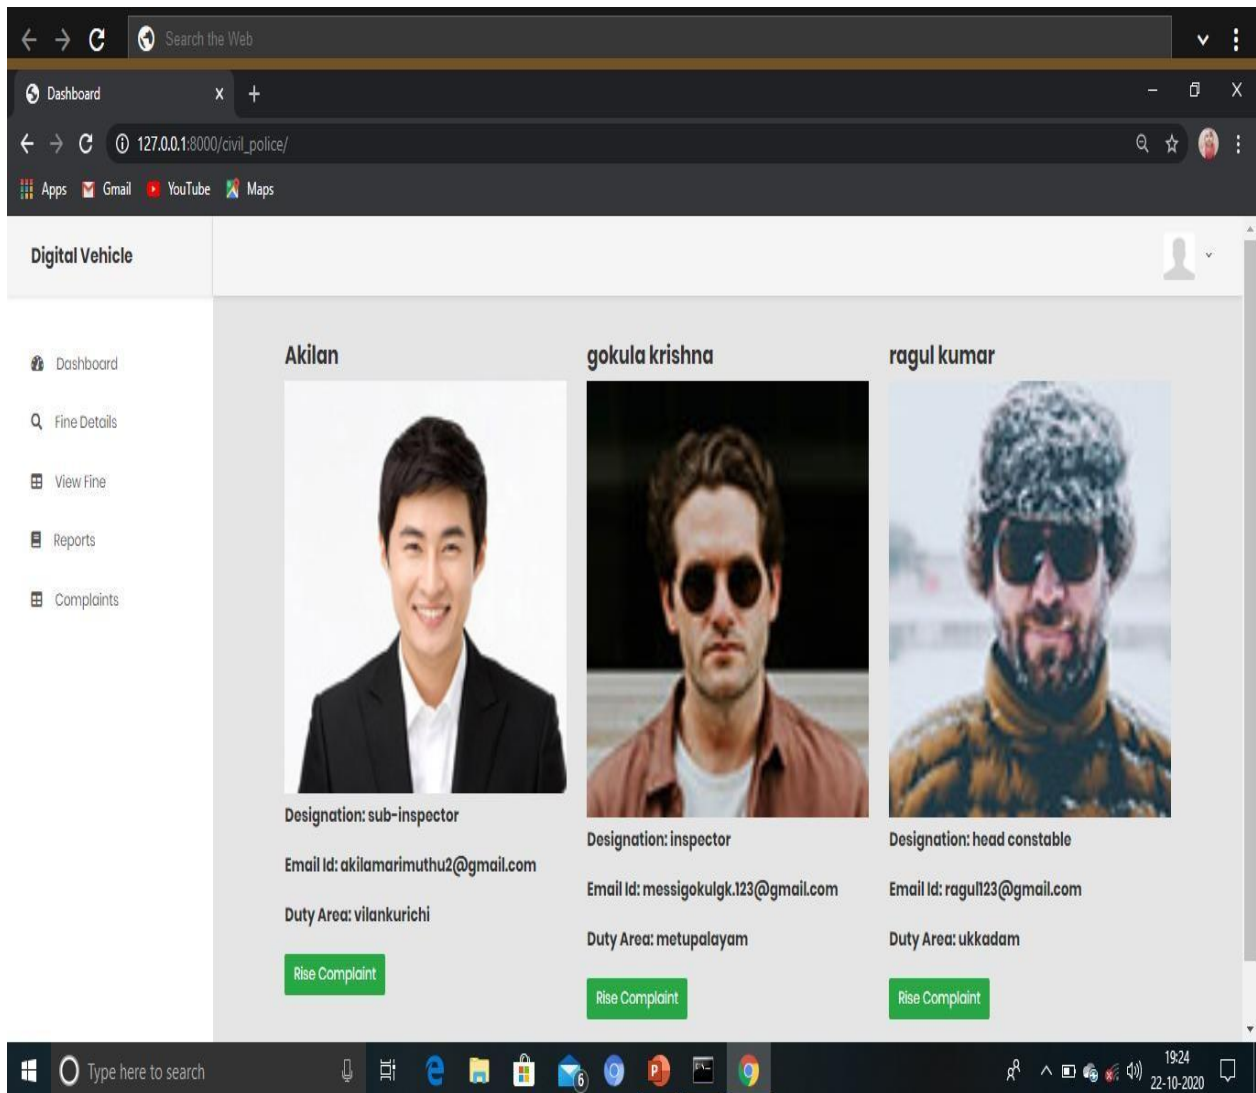 Search the Web
Dashboard
127.0.0.1:8000/civil_police/
Apps Gmail YouTube Maps
Digital Vehicle
Dashboard
Fine Details
View Fine
Reports
Complaints
Akilan
Designation: sub-inspector
Email Id: akilamarimuthu2@gmail.com
Duty Area: vilankurichi
Rise Complaint
gokula krishna
Designation: inspector
Email Id: messigokulgk.123@gmail.com
Duty Area: metupalayam
Rise Complaint
ragul kumar
Designation: head constable
Email Id: ragul123@gmail.com
Duty Area: ukkadam
Rise Complaint
Type here to search
6
19:24
22-10-2020